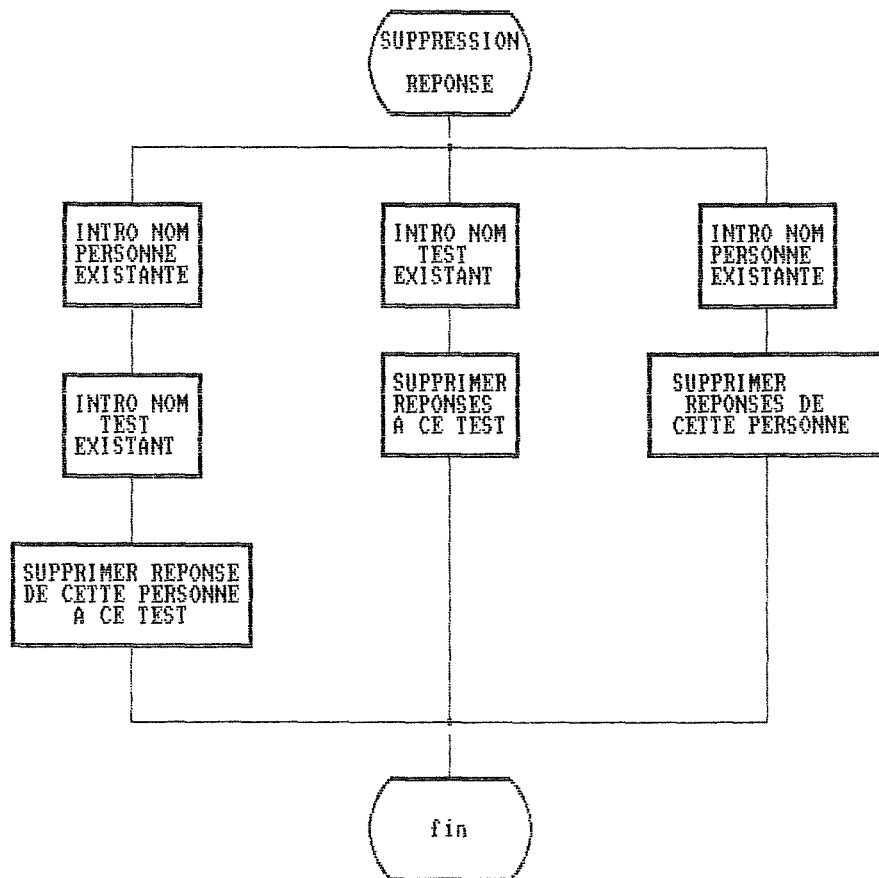 SUPPRESSION
REPONSE
INTRO NOM
PERSONNE
EXISTANTE
INTRO NOM
TEST
EXISTANT
SUPPRIMER REPONSE
DE CETTE PERSONNE
A CE TEST
INTRO NOM
TEST
EXISTANT
SUPPRIMER
REPONSES
A CE TEST
INTRO NOM
PERSONNE
EXISTANTE
SUPPRIMER
REPONSES DE
CETTE PERSONNE
fin